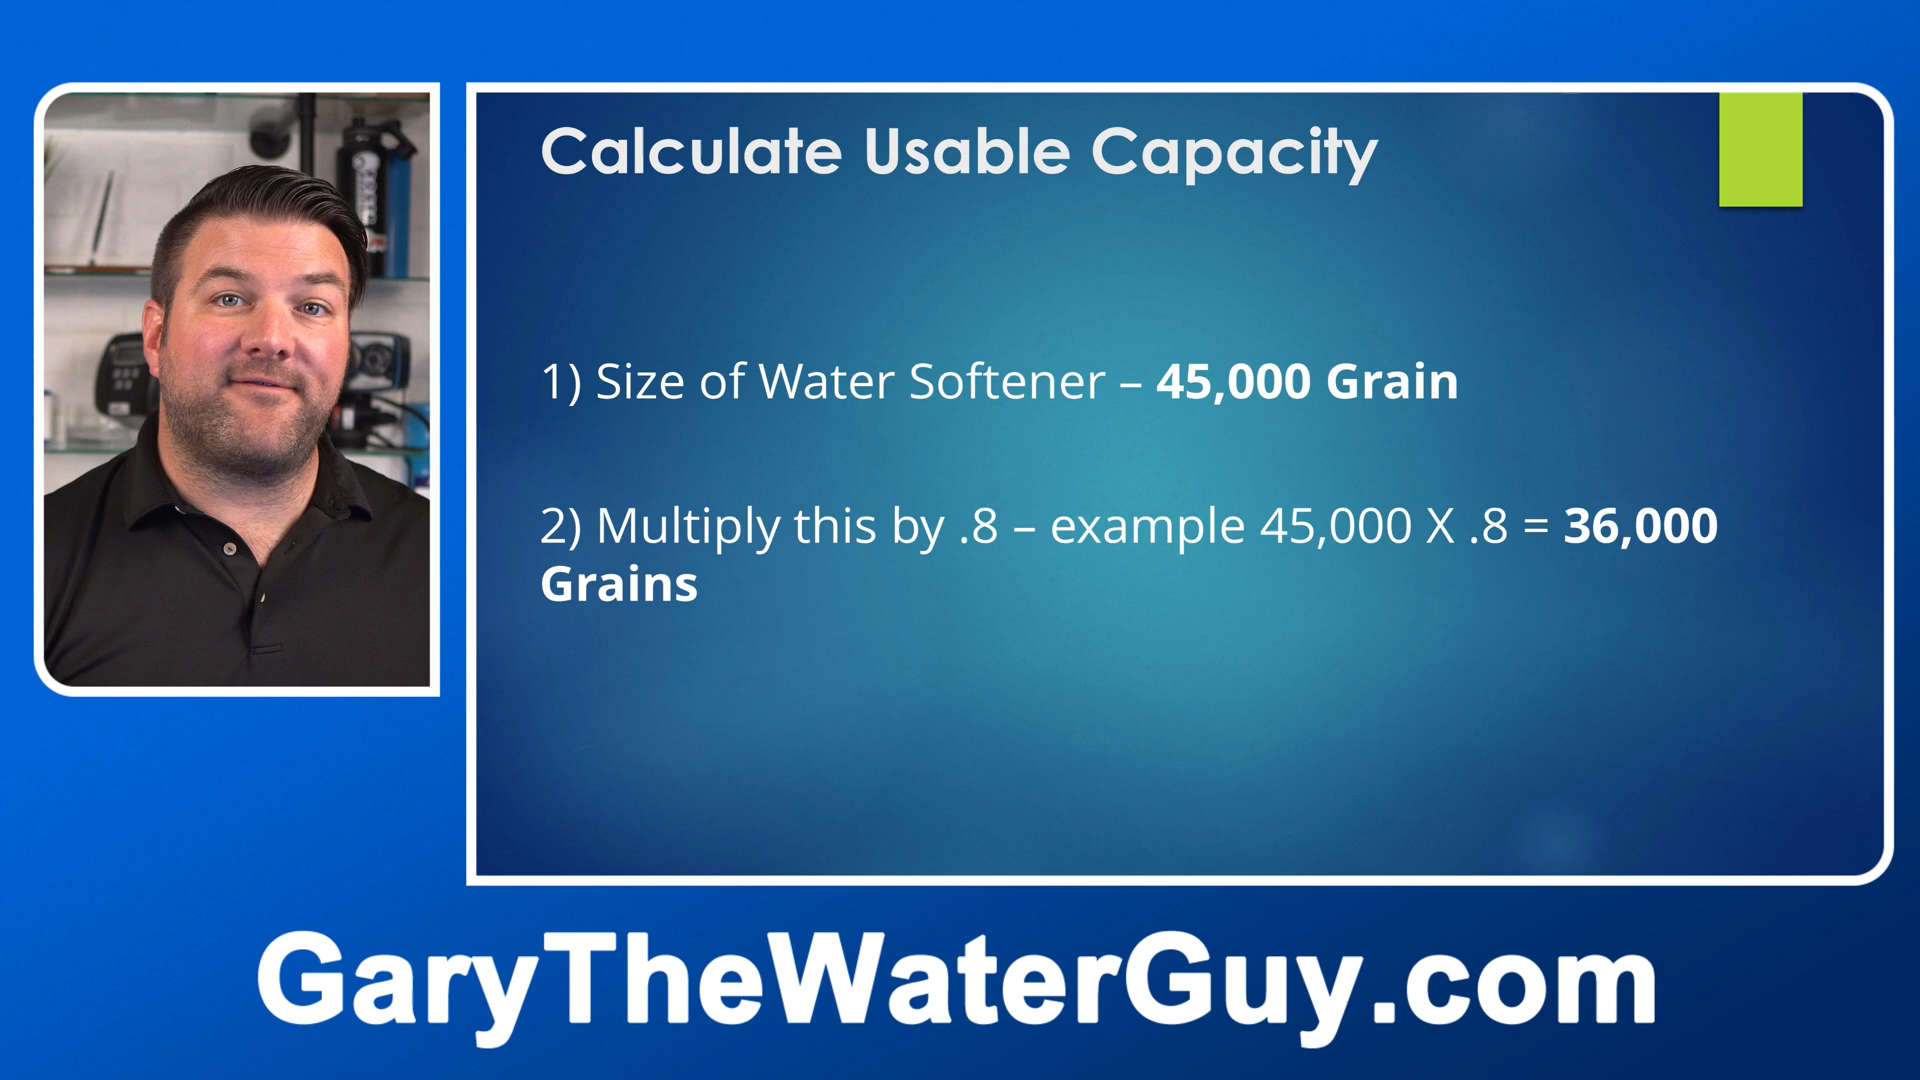 Calculate Usable Capacity
1) Size of Water Softener – 45,000 Grain
2) Multiply this by .8 – example 45,000 X .8 = 36,000
Grains
GaryTheWaterGuy.com